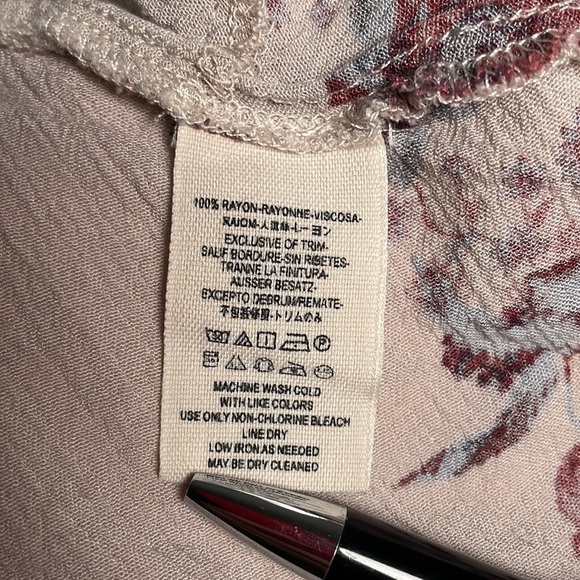 100% RAYON-RAYONNE-VISCOSA-
RAION-人造絲-レーヨン
EXCLUSIVE OF TRIM-
SAUF BORDURE-SIN RIBETES-
TRANNE LA FINITURA-
AUSSER BESATZ-
EXCEPTO DEBRUM/REMATE-
不包括修飾-トリムのみ
MACHINE WASH COLD
WITH LIKE COLORS
USE ONLY NON-CHLORINE BLEACH
LINE DRY
LOW IRON AS NEEDED
MAY BE DRY CLEANED